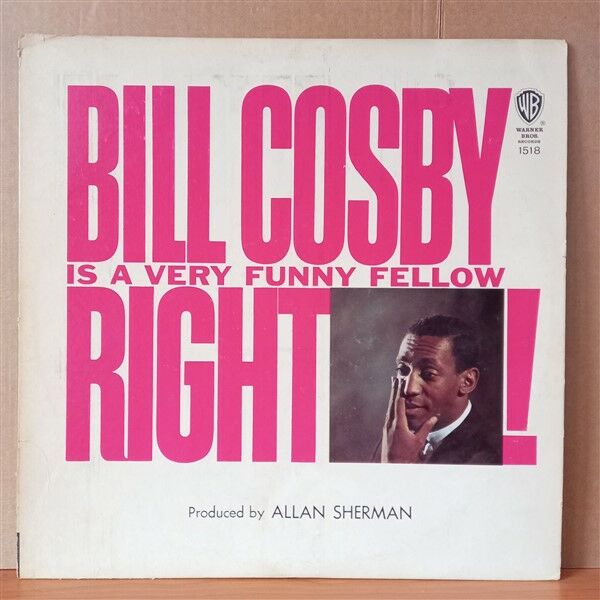 BILL COSBY
WB
®
WARNER
BROS.
RECORDS
1518
IS A VERY FUNNY FELLOW
RIGHT!
Produced by ALLAN SHERMAN